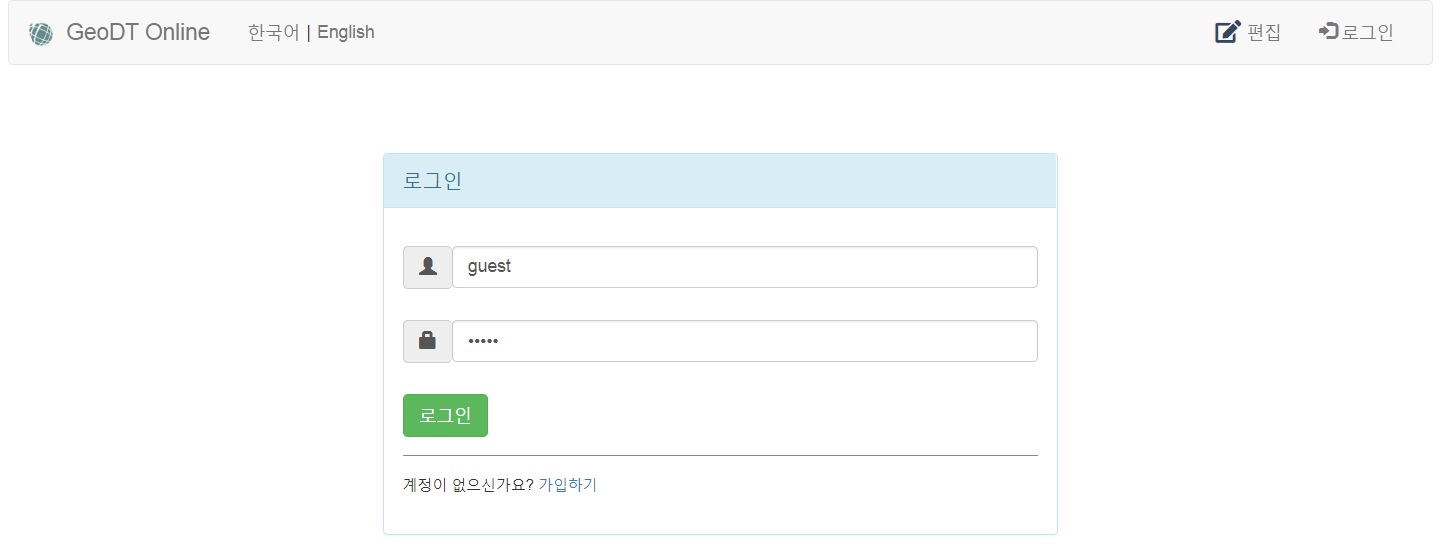 GeoDT Online 한국어 | English 편집 로그인
로그인
guest
•••••
로그인
계정이 없으신가요? 가입하기